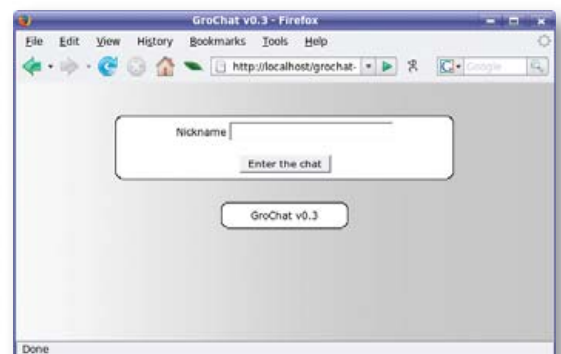 GroChat v0.3 - Firefox
File Edit View History Bookmarks Tools Help
http://localhost/grochat- Google
Nickname
Enter the chat
GroChat v0.3
Done